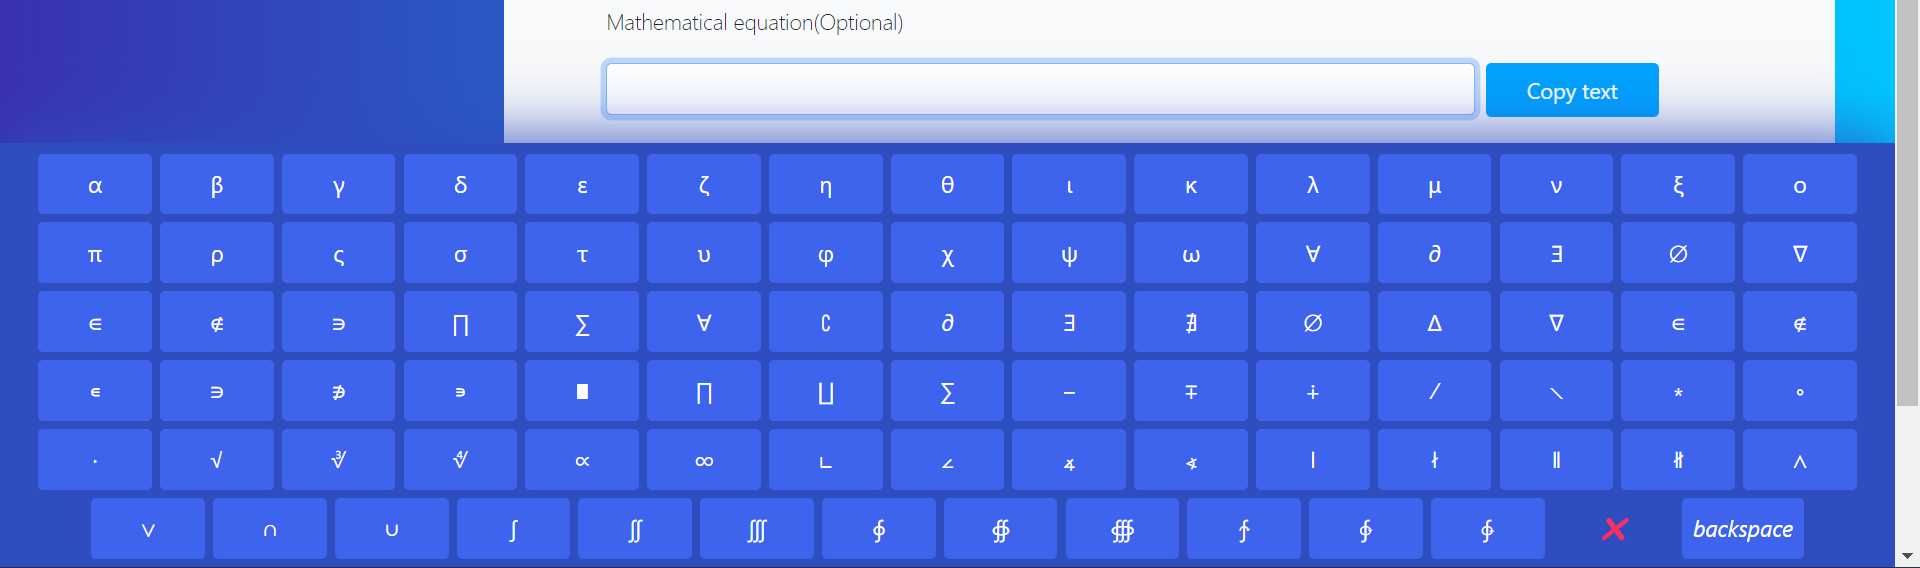 Mathematical equation(Optional)
Copy text
α β γ δ ε ζ η θ ι κ λ μ ν ξ ο
π ρ ς σ τ υ φ χ ψ ω ∀ ∂ ∃ ∅ ∇
∈ ∉ ∋ ∏ ∑ ∀ ∁ ∂ ∃ ∄ ∅ ∆ ∇ ∈ ∉
∊ ∋ ∌ ∍ ∎ ∏ ∐ ∑ − ∓ ∔ ∕ ∖ ∗ ∘
∙ √ ∛ ∜ ∝ ∞ ∟ ∠ ∡ ∢ ∣ ∤ ∥ ∦ ∧
∨ ∩ ∪ ∫ ∬ ∭ ∮ ∯ ∰ ∱ ∲ ∳ ❌ backspace